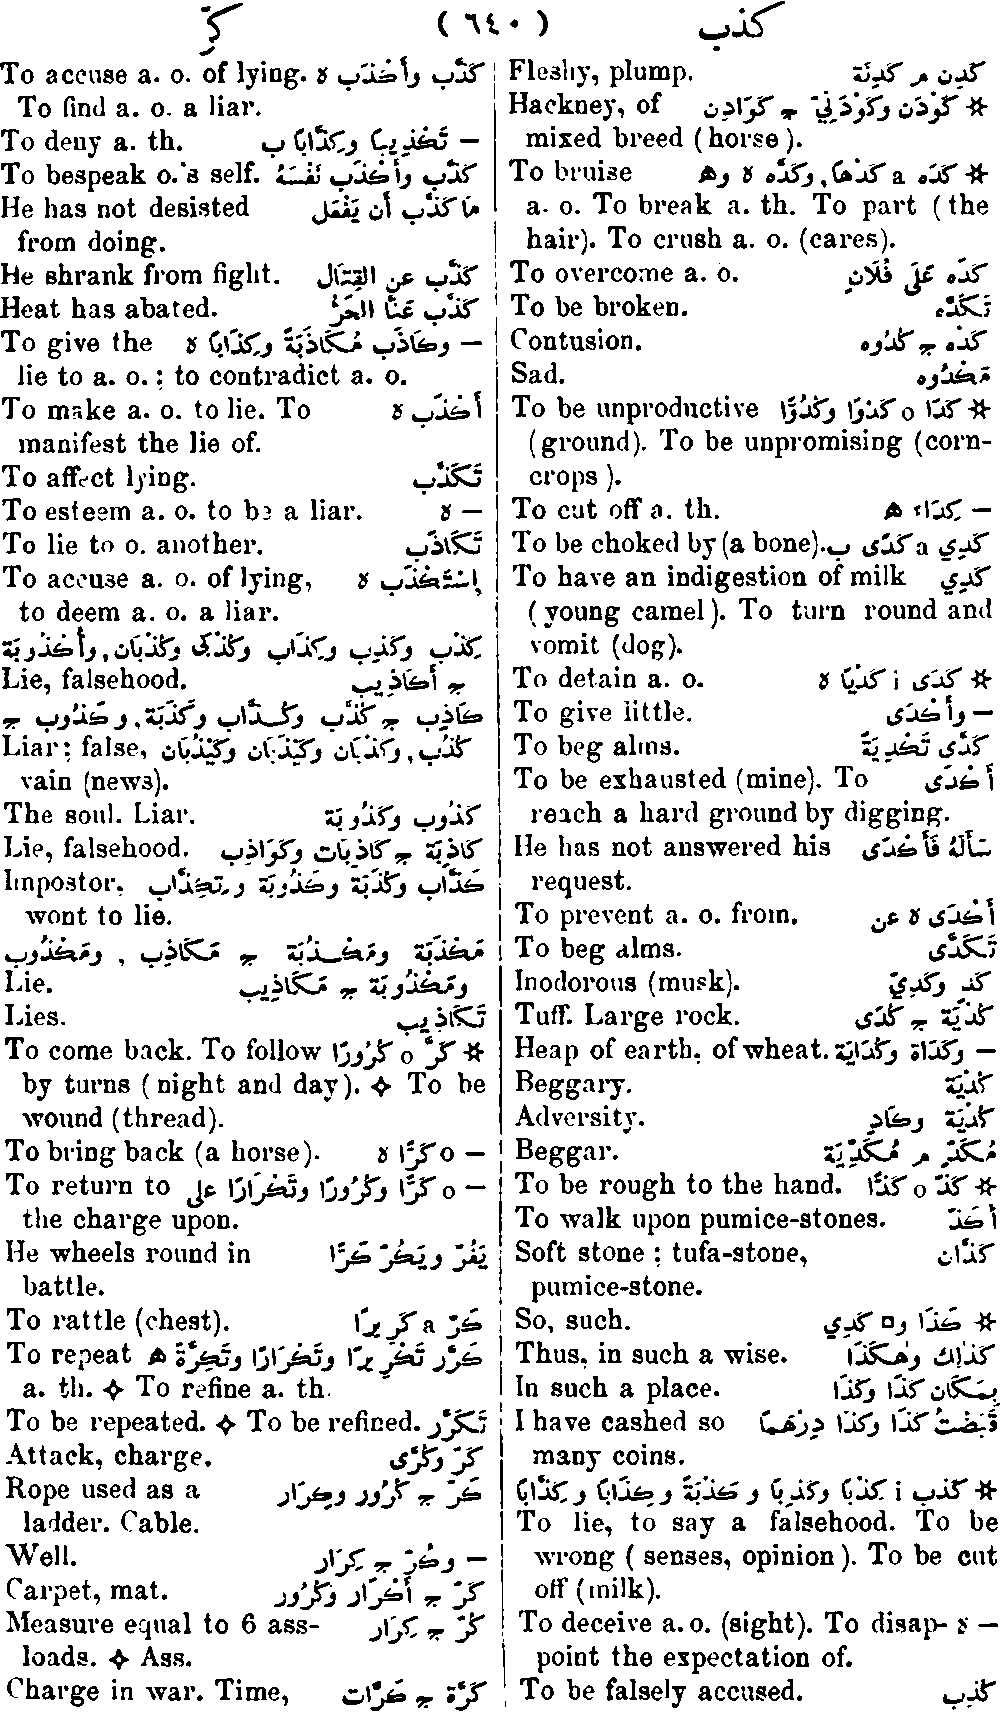 كذب ( ٦٤٠ ) كرّ
Fleshy, plump. كَدِن م كَدِنَة
Hackney, of كَوْدَن وكَوْدَنِيّ ج كَوَادِن ✲
mixed breed (horse).
To bruise كَدَه a كَدْهًا, وكَدَّه ه وه‍ ✲
a. o. To break a. th. To part (the
hair). To crush a. o. (cares).
To overcome a. o. كَدَه عَلَى فُلَانٍ
To be broken. تَكَدَّه
Contusion. كَدْه ج كُدُوه
Sad. مَكْدُوه
To be unproductive كَدَا o كَدْوًا وكُدُوًّا ✲
(ground). To be unpromising (corn-
crops).
To cut off a. th. كِدَاء ه‍ —
To be choked by (a bone). كَدِيَ a كَدًى ب
To have an indigestion of milk كَدِيَ
(young camel). To turn round and
vomit (dog).
To detain a. o. كَدَى i كَدْيًا ه ✲
To give little. وأَكْدَى —
To beg alms. كَدَّى تَكْدِيَةً
To be exhausted (mine). To أَكْدَى
reach a hard ground by digging.
He has not answered his سَأَلَهُ فَأَكْدَى
request.
To prevent a. o. from. أَكْدَى ه عن
To beg alms. تَكَدَّى
Inodorous (musk). كَدٍ وكَدِيّ
Tuff. Large rock. كُدْيَة ج كُدًى
Heap of earth, of wheat. وكُدَاة وكُدَايَة —
Beggary. كُدْيَة
Adversity. كُدْيَة وكَادٍ
Beggar. مُكَدٍّ م مُكَدِّيَة
To be rough to the hand. كَذَّ o كَذًّا ✲
To walk upon pumice-stones. أَكَذَّ
Soft stone; tufa-stone, كَذَّان
pumice-stone.
So, such. كَذَا و□ كَدِي ✲
Thus, in such a wise. كَذٰلِكَ وهٰكَذَا
In such a place. بِمَكَان كَذَا وكَذَا
I have cashed so قَبَضْتُ كَذَا وكَذَا دِرْهَمًا
many coins.
كَذَب i كَذْبًا وكَذِبًا وكَذْبَةً وكِذَابًا وكِذَّابًا ✲
To lie, to say a falsehood. To be
wrong (senses, opinion). To be cut
off (milk).
To deceive a. o. (sight). To disap- ه —
point the expectation of.
To be falsely accused. كُذِب
To accuse a. o. of lying. كَذَّب وأَكْذَب ه
To find a. o. a liar.
To deny a. th. تَكْذِيبًا وكِذَّابًا ب —
To bespeak o.'s self. كَذَّب وأَكْذَب نَفْسَهُ
He has not desisted مَا كَذَّب أَن يَفْعَل
from doing.
He shrank from fight. كَذَّب عَنِ القِتَال
Heat has abated. كَذَب عَنَّا الحَرُّ
To give the وكَاذَب مُكَاذَبَةً وكِذَابًا ه —
lie to a. o.; to contradict a. o.
To make a. o. to lie. To أَكْذَب ه
manifest the lie of.
To affect lying. تَكَذَّب
To esteem a. o. to be a liar. ه —
To lie to o. another. تَكَاذَب
To accuse a. o. of lying, إِسْتَكْذَب ه
to deem a. o. a liar.
كِذْب وكَذِب وكِذَاب وكُذْبَى وكُذْبَان, وأُكْذُوبَة
Lie, falsehood. ج أَكَاذِيب
كَاذِب ج كُذَّب وكُذَّاب وكَذَبَة, وكَذُوب ج
Liar; false, كُذُب, وكَذْبَان وكَيْذَبَان وكَيْذُبَان
vain (news).
The soul. Liar. كَذُوب وكَذُوبَة
Lie, falsehood. كَاذِبَة ج كَاذِبَات وكَوَاذِب
Impostor, كَذَّاب وكُذَبَة وكَذُوبَة وتِكِذَّاب
wont to lie.
مَكْذَبَة ومَكْذُبَة ج مَكَاذِب , ومَكْذُوب
Lie. ومَكْذُوبَة ج مَكَاذِيب
Lies. تَكَاذِيب
To come back. To follow كَرَّ o كُرُورًا ✲
by turns (night and day). ✧ To be
wound (thread).
To bring back (a horse). o كَرًّا ه —
To return to o كَرًّا وكُرُورًا وتَكْرَارًا على —
the charge upon.
He wheels round in يَفُرّ ويَكُرّ كَرًّا
battle.
To rattle (chest). كَرّ a كَرِيرًا
To repeat كَرَّر تَكْرِيرًا وتَكْرَارًا وتَكِرَّةً ه‍
a. th. ✧ To refine a. th.
To be repeated. ✧ To be refined. تَكَرَّر
Attack, charge. كَرّ وكُرَّى
Rope used as a كَرّ ج كُرُور وكِرَار
ladder. Cable.
Well. وكُرّ ج كِرَار —
Carpet, mat. كَرّ ج أَكْرَار وكُرُور
Measure equal to 6 ass- كُرّ ج كِرَار
loads. ✧ Ass.
Charge in war. Time, كَرَّة ج كَرَّات